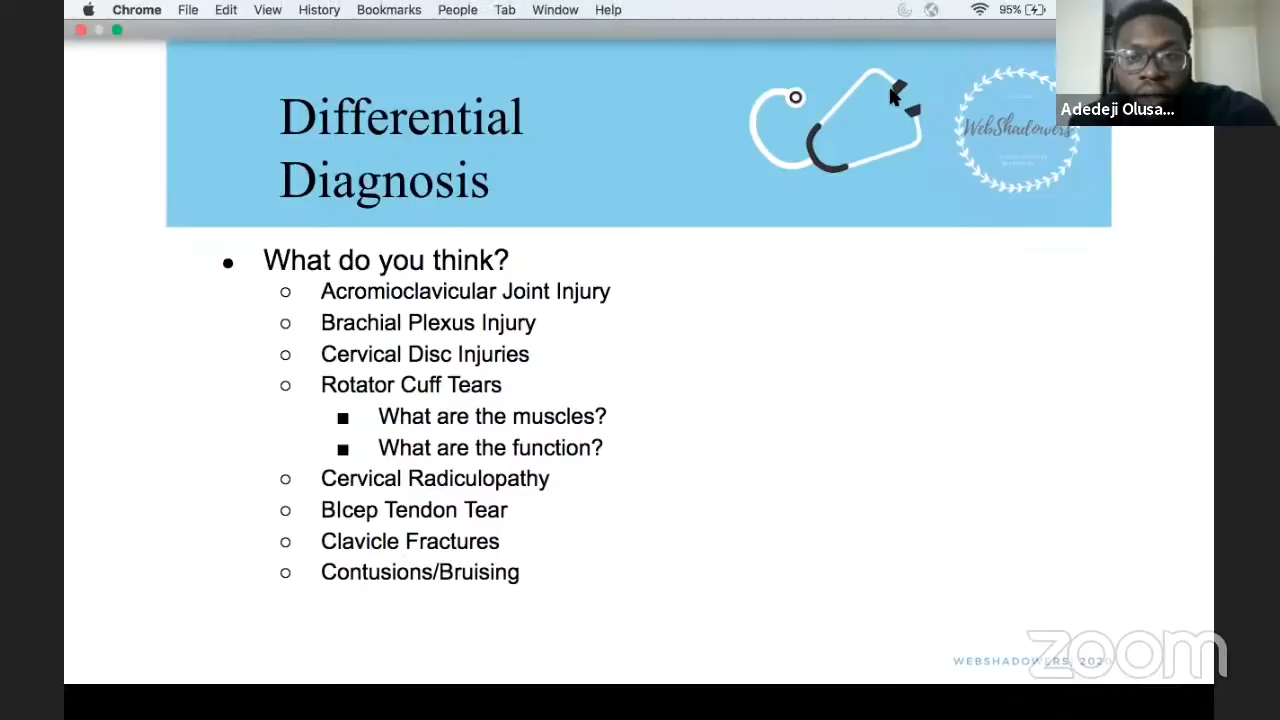 Chrome File Edit View History Bookmarks People Tab Window Help 95%
Differential
Diagnosis
WebShadowers
Adedeji Olusa...
● What do you think?
○ Acromioclavicular Joint Injury
○ Brachial Plexus Injury
○ Cervical Disc Injuries
○ Rotator Cuff Tears
■ What are the muscles?
■ What are the function?
○ Cervical Radiculopathy
○ BIcep Tendon Tear
○ Clavicle Fractures
○ Contusions/Bruising
WEBSHADOWERS, 2020
zoom